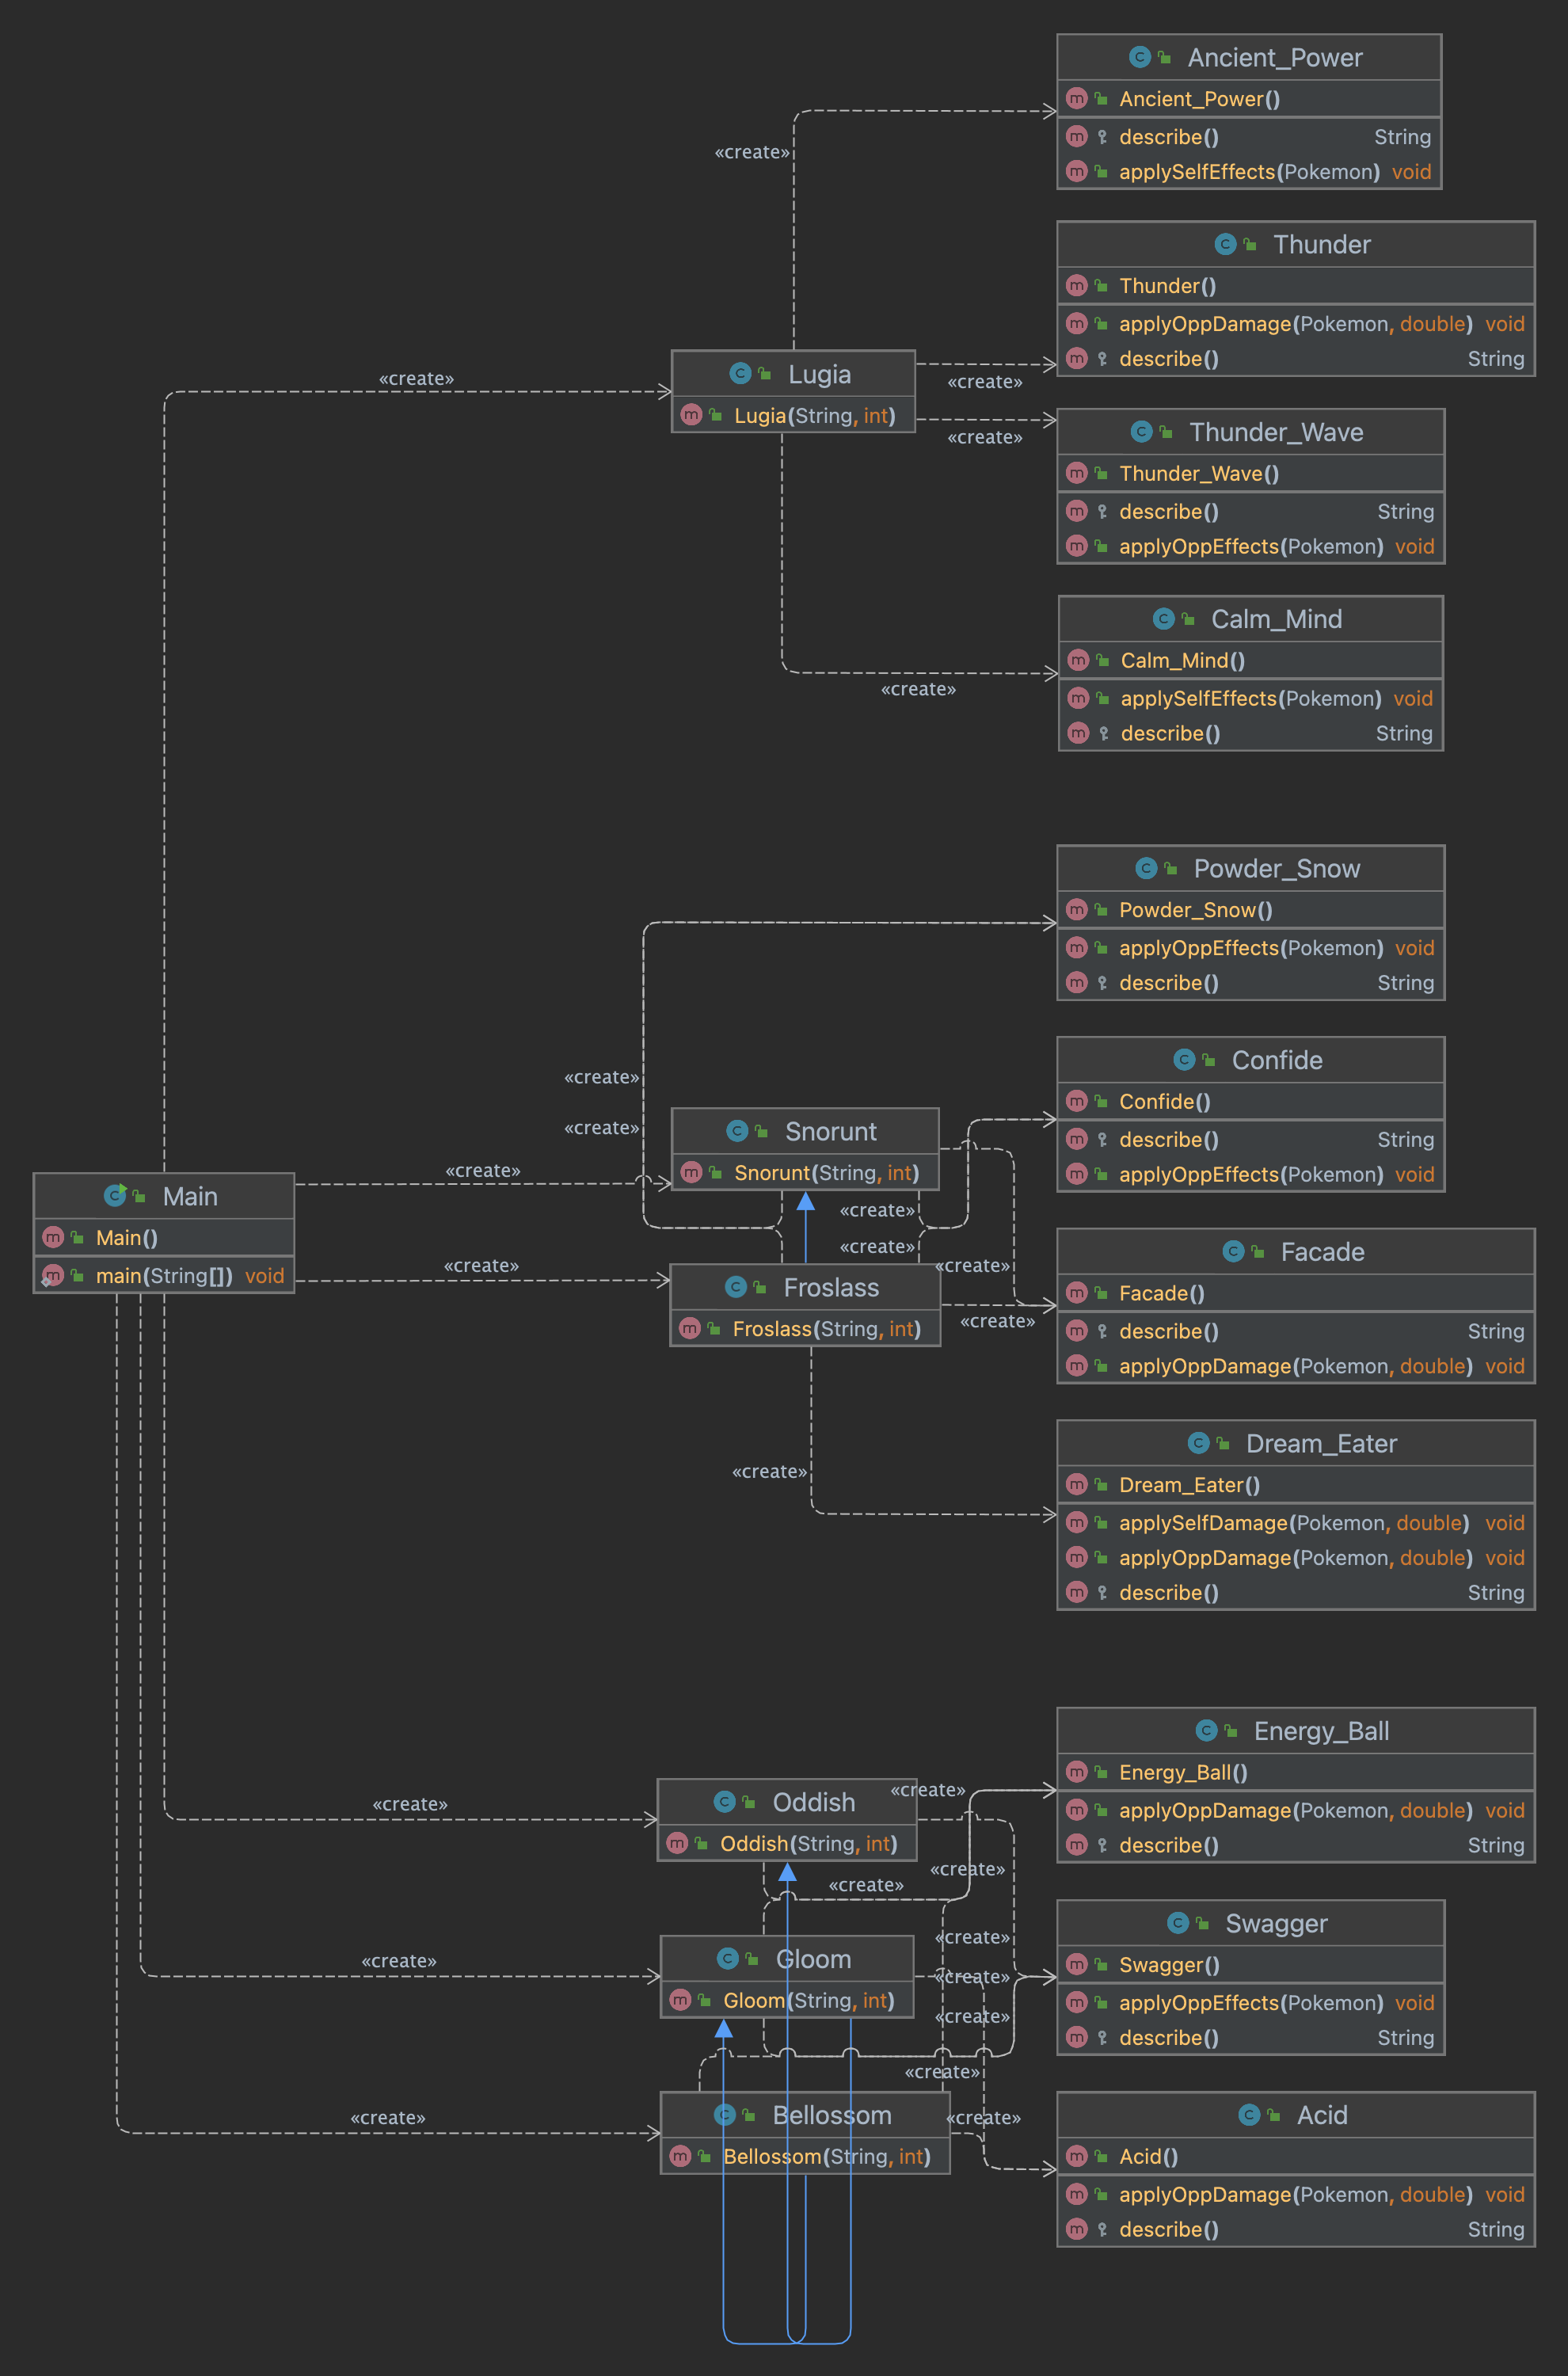 Ancient_Power
Ancient_Power()
describe() String
applySelfEffects(Pokemon) void
«create»
Thunder
Thunder()
applyOppDamage(Pokemon, double) void
describe() String
«create»
Lugia
Lugia(String, int)
«create»
«create»
Thunder_Wave
Thunder_Wave()
describe() String
applyOppEffects(Pokemon) void
Calm_Mind
Calm_Mind()
applySelfEffects(Pokemon) void
describe() String
«create»
Powder_Snow
Powder_Snow()
applyOppEffects(Pokemon) void
describe() String
«create»
«create»
Confide
Confide()
describe() String
applyOppEffects(Pokemon) void
Snorunt
Snorunt(String, int)
«create»
«create»
«create»
«create»
Main
Main()
main(String[]) void
«create»
Froslass
Froslass(String, int)
«create»
Facade
Facade()
describe() String
applyOppDamage(Pokemon, double) void
«create»
Dream_Eater
Dream_Eater()
applySelfDamage(Pokemon, double) void
applyOppDamage(Pokemon, double) void
describe() String
Energy_Ball
Energy_Ball()
applyOppDamage(Pokemon, double) void
describe() String
«create»
Oddish
Oddish(String, int)
«create»
«create»
«create»
«create»
Swagger
Swagger()
applyOppEffects(Pokemon) void
describe() String
«create»
Gloom
Gloom(String, int)
«create»
«create»
«create»
«create»
Bellossom
Bellossom(String, int)
«create»
Acid
Acid()
applyOppDamage(Pokemon, double) void
describe() String